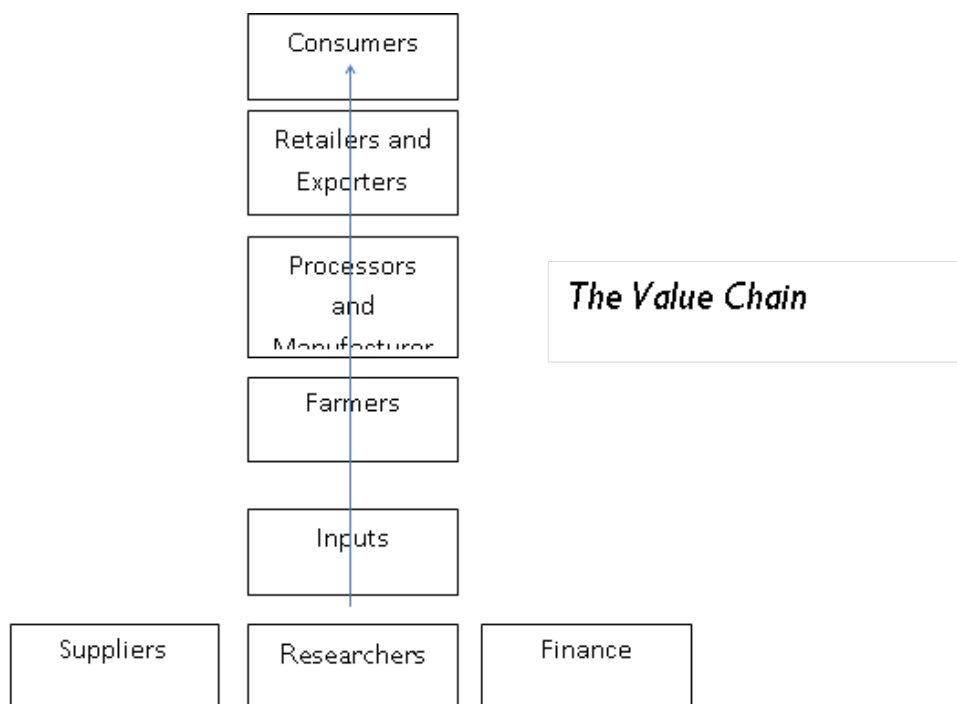 Consumers
Retailers and
Exporters
Processors
and
Manufacturer
The Value Chain
Farmers
Inputs
Suppliers
Researchers
Finance